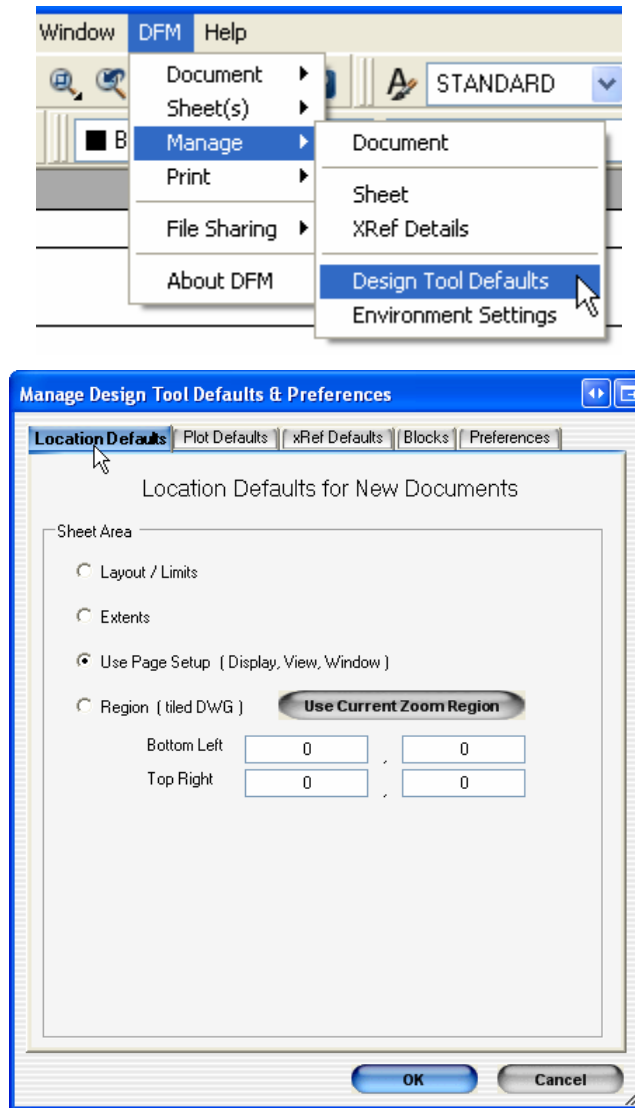 Window DFM Help
STANDARD
Document
Sheet(s)
B
Manage
Document
Print
Sheet
File Sharing
XRef Details
About DFM
Design Tool Defaults
Environment Settings
Manage Design Tool Defaults & Preferences
Location Defaults Plot Defaults xRef Defaults Blocks Preferences
Location Defaults for New Documents
Sheet Area
Layout / Limits
Extents
Use Page Setup ( Display, View, Window )
Region ( tiled DWG ) Use Current Zoom Region
Bottom Left 0 , 0
Top Right 0 , 0
OK Cancel